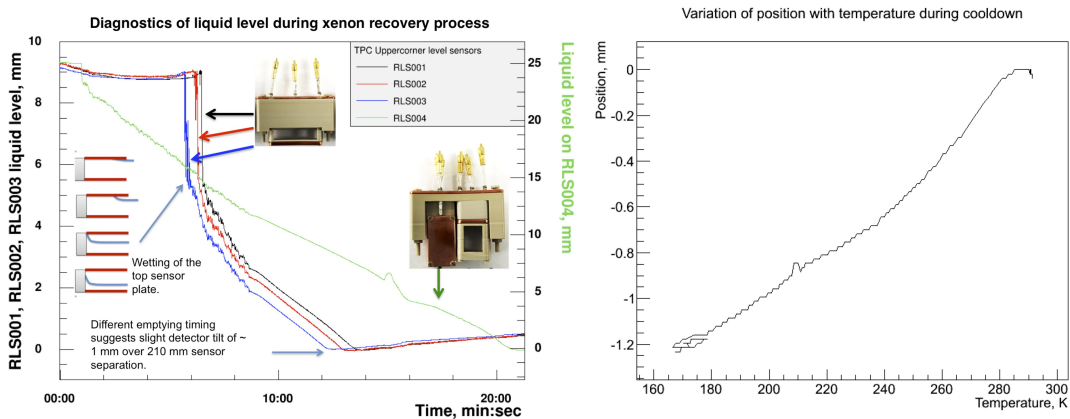 Diagnostics of liquid level during xenon recovery process
RLS001, RLS002, RLS003 liquid level, mm
10
8
6
4
2
0
TPC Uppercorner level sensors
RLS001
RLS002
RLS003
RLS004
Wetting of the
top sensor
plate.
Different emptying timing
suggests slight detector tilt of ~
1 mm over 210 mm sensor
separation.
25
20
15
10
5
0
Liquid level on RLS004, mm
00:00
10:00
20:00
Time, min:sec
Variation of position with temperature during cooldown
Position, mm
0
-0.2
-0.4
-0.6
-0.8
-1
-1.2
160
180
200
220
240
260
280
300
Temperature, K